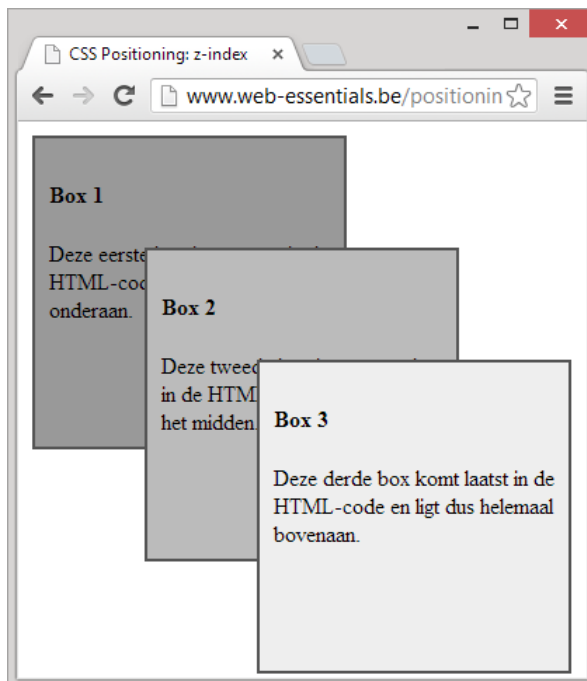 CSS Positioning: z-index
www.web-essentials.be/positionin
Box 1
Deze eerste
HTML-cod
onderaan.
Box 2
Deze tweed
in de HTM
het midden.
Box 3
Deze derde box komt laatst in de
HTML-code en ligt dus helemaal
bovenaan.